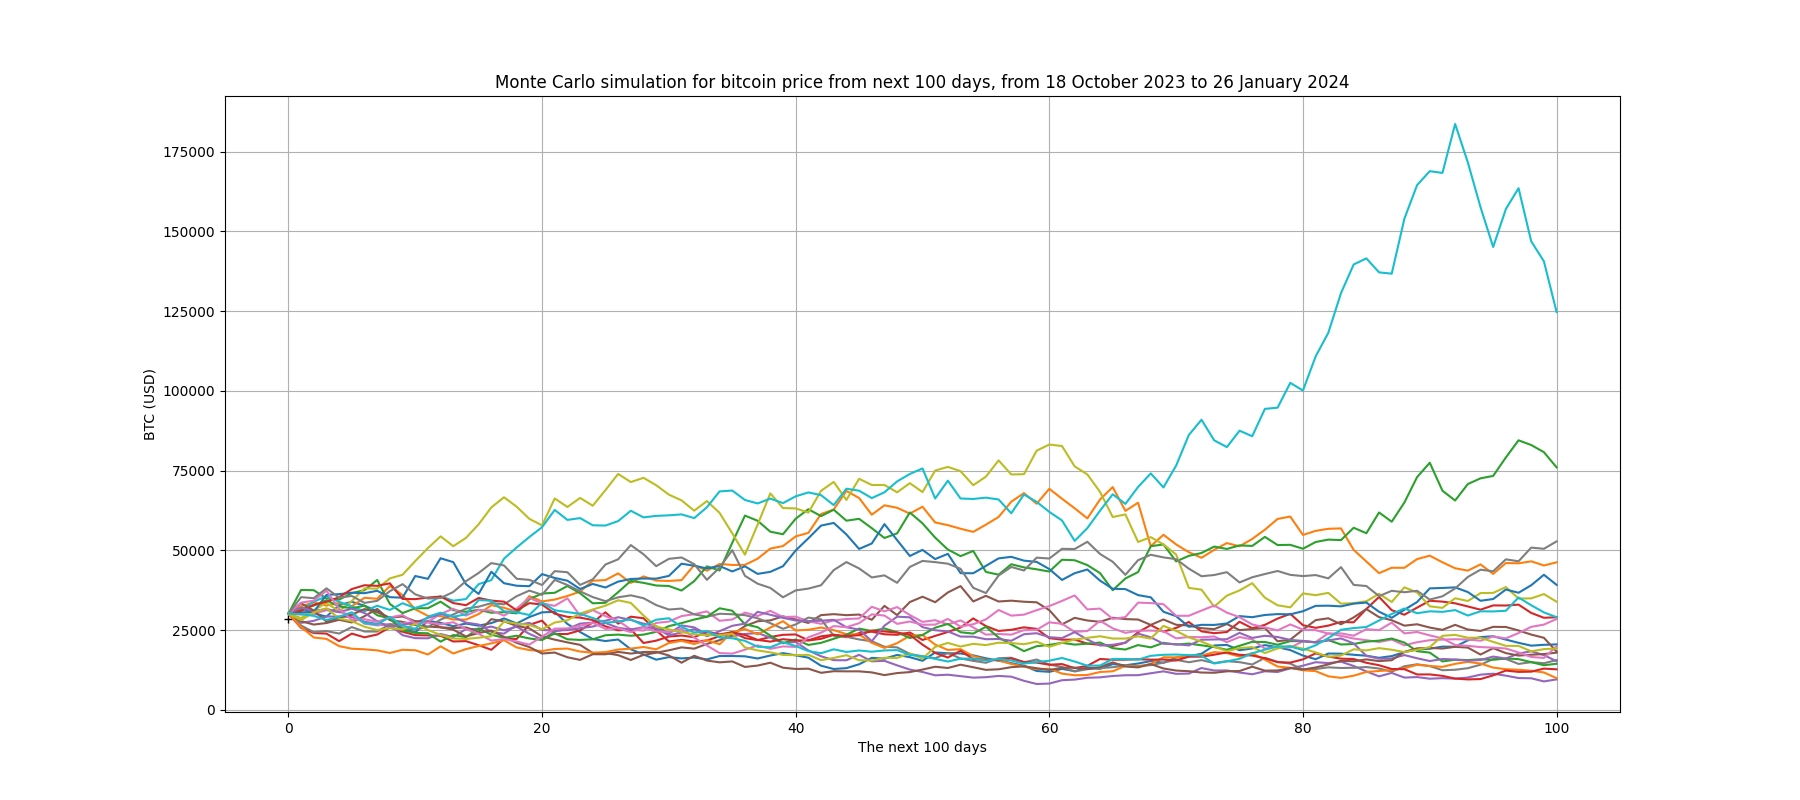 Monte Carlo simulation for bitcoin price from next 100 days, from 18 October 2023 to 26 January 2024
175000
150000
125000
100000
75000
50000
25000
0
BTC (USD)
0 20 40 60 80 100
The next 100 days